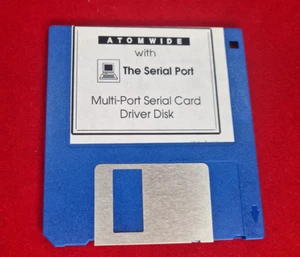 ATOMWIDE
with
The Serial Port
Multi-Port Serial Card
Driver Disk